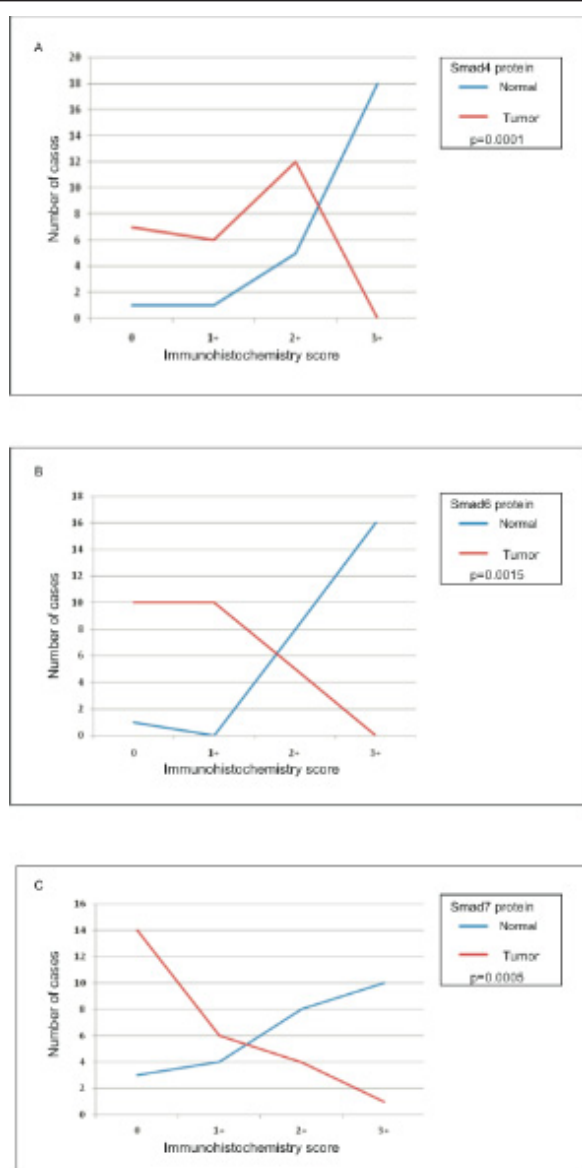 A
Smad4 protein
Normal
Tumor
p=0.0001
Number of cases
20
18
16
14
12
10
8
6
4
2
0
0 1+ 2+ 3+
Immunohistochemistry score
B
Smad6 protein
Normal
Tumor
p=0.0015
Number of cases
18
16
14
12
10
8
6
4
2
0
0 1+ 2+ 3+
Immunohistochemistry score
C
Smad7 protein
Normal
Tumor
Number of cases
16
14
12
10
8
6
4
2
0
0 1+ 2+ 3+
Immunohistochemistry score